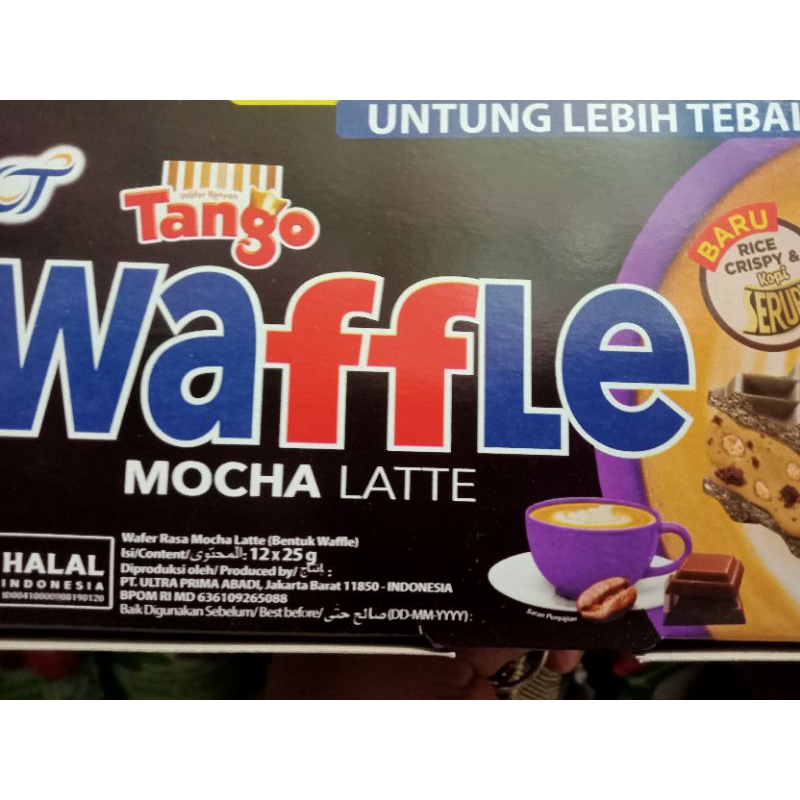 UNTUNG LEBIH TEBAL
Wafer Renyah
Tango
Waffle
BARU
RICE
CRISPY &
Kopi
MOCHA LATTE
HALAL
INDONESIA
Wafer Rasa Mocha Latte (Bentuk Waffle)
Isi/Content/المحتوى: 12 x 25 g
Diproduksi oleh/ Produced by/ إنتاج :
PT. ULTRA PRIMA ABADI, Jakarta Barat 11850 - INDONESIA
BPOM RI MD 636109265088
Baik Digunakan Sebelum/ Best before/ صالح حتى (DD-MM-YYYY) :
Saran Penyajian